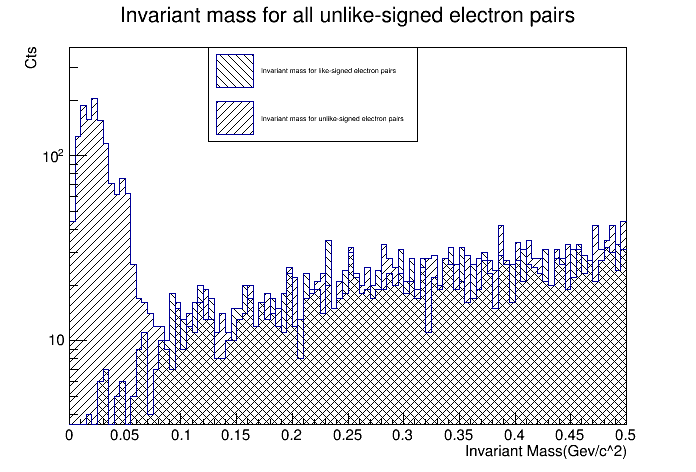 Invariant mass for all unlike-signed electron pairs
Cts
Invariant mass for like-signed electron pairs
Invariant mass for unlike-signed electron pairs
10²
10
0 0.05 0.1 0.15 0.2 0.25 0.3 0.35 0.4 0.45 0.5
Invariant Mass(Gev/c^2)